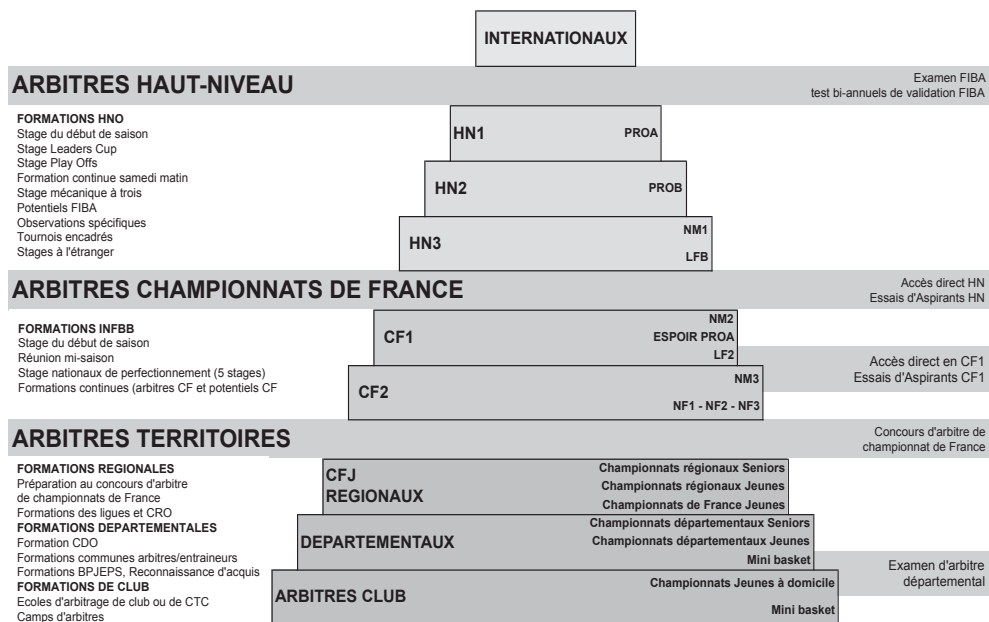 INTERNATIONAUX
ARBITRES HAUT-NIVEAU
Examen FIBA
test bi-annuels de validation FIBA
FORMATIONS HNO
Stage du début de saison
Stage Leaders Cup
Stage Play Offs
Formation continue samedi matin
Stage mécanique à trois
Potentiels FIBA
Observations spécifiques
Tournois encadrés
Stages à l'étranger
HN1
PROA
HN2
PROB
HN3
NM1
LFB
ARBITRES CHAMPIONNATS DE FRANCE
Accès direct HN
Essais d'Aspirants HN
FORMATIONS INFBB
Stage du début de saison
Réunion mi-saison
Stage nationaux de perfectionnement (5 stages)
Formations continues (arbitres CF et potentiels CF
CF1
NM2
ESPOIR PROA
LF2
Accès direct en CF1
Essais d'Aspirants CF1
CF2
NM3
NF1 - NF2 - NF3
ARBITRES TERRITOIRES
Concours d'arbitre de
championnat de France
FORMATIONS REGIONALES
Préparation au concours d'arbitre
de championnats de France
Formations des ligues et CRO
FORMATIONS DEPARTEMENTALES
Formation CDO
Formations communes arbitres/entraineurs
Formations BPJEPS, Reconnaissance d'acquis
FORMATIONS DE CLUB
Ecoles d'arbitrage de club ou de CTC
Camps d'arbitres
CFJ
REGIONAUX
Championnats régionaux Seniors
Championnats régionaux Jeunes
Championnats de France Jeunes
DEPARTEMENTAUX
Championnats départementaux Seniors
Championnats départementaux Jeunes
Mini basket
Examen d'arbitre
départemental
ARBITRES CLUB
Championnats Jeunes à domicile
Mini basket